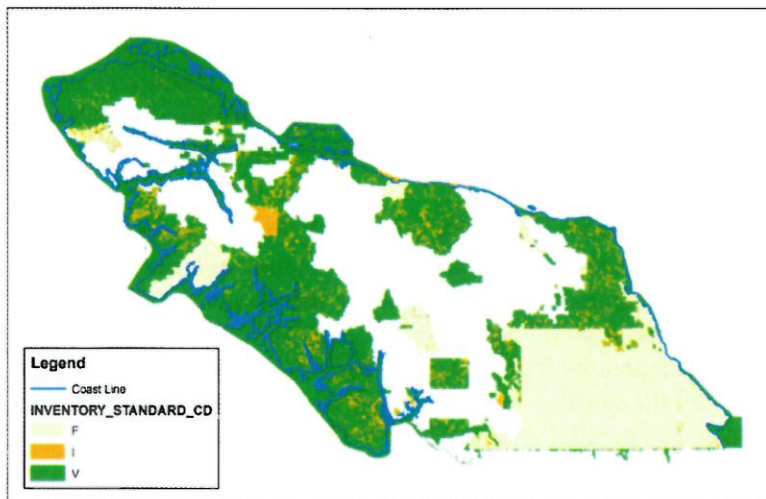 Legend
Coast Line
INVENTORY_STANDARD_CD
F
I
V